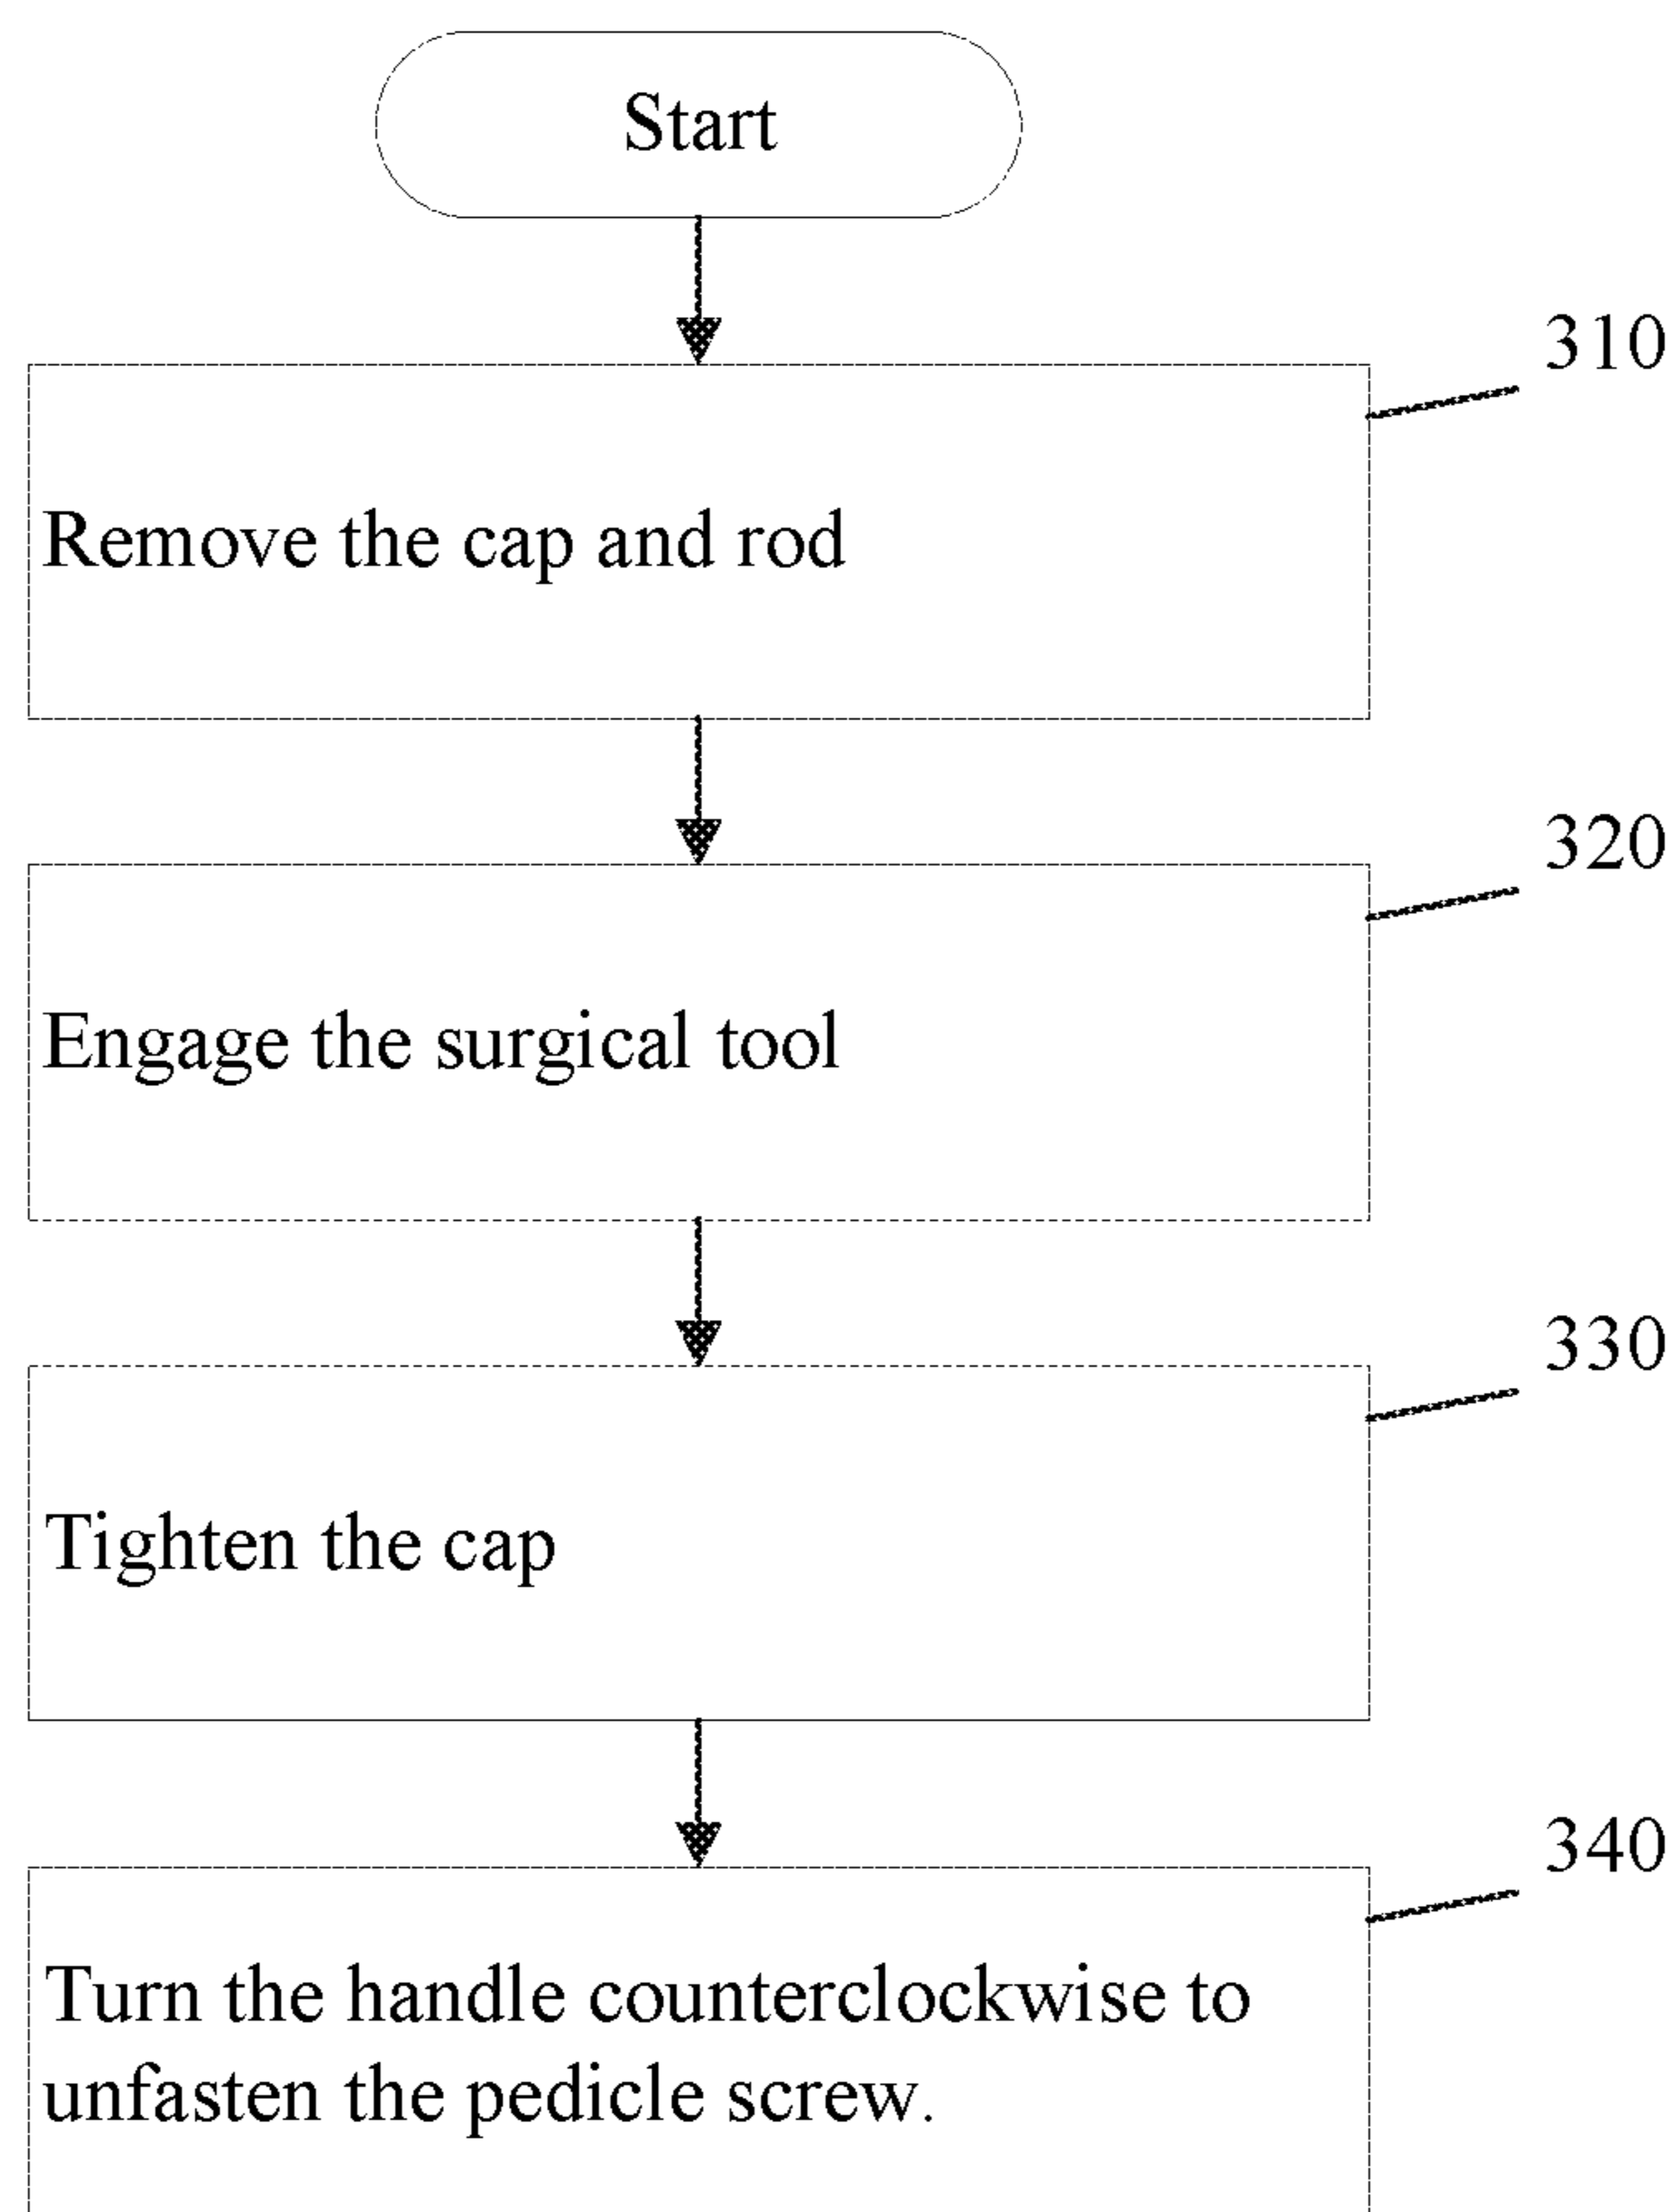 Start
310
Remove the cap and rod
320
Engage the surgical tool
330
Tighten the cap
340
Turn the handle counterclockwise to
unfasten the pedicle screw.